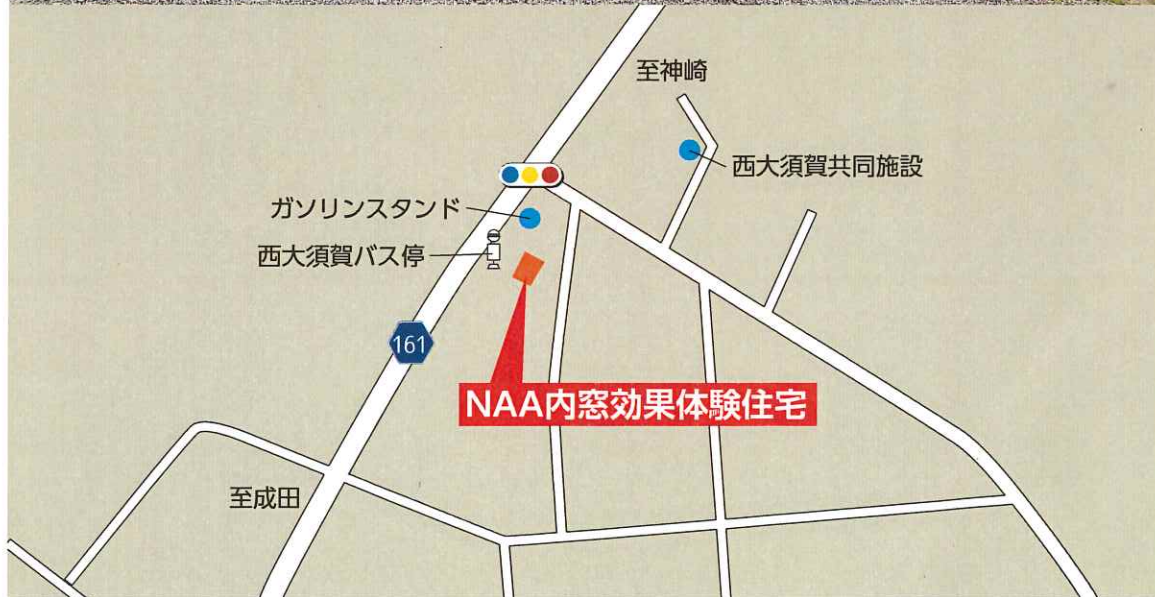 至神崎
西大須賀共同施設
ガソリンスタンド
西大須賀バス停
161
NAA内窓効果体験住宅
至成田